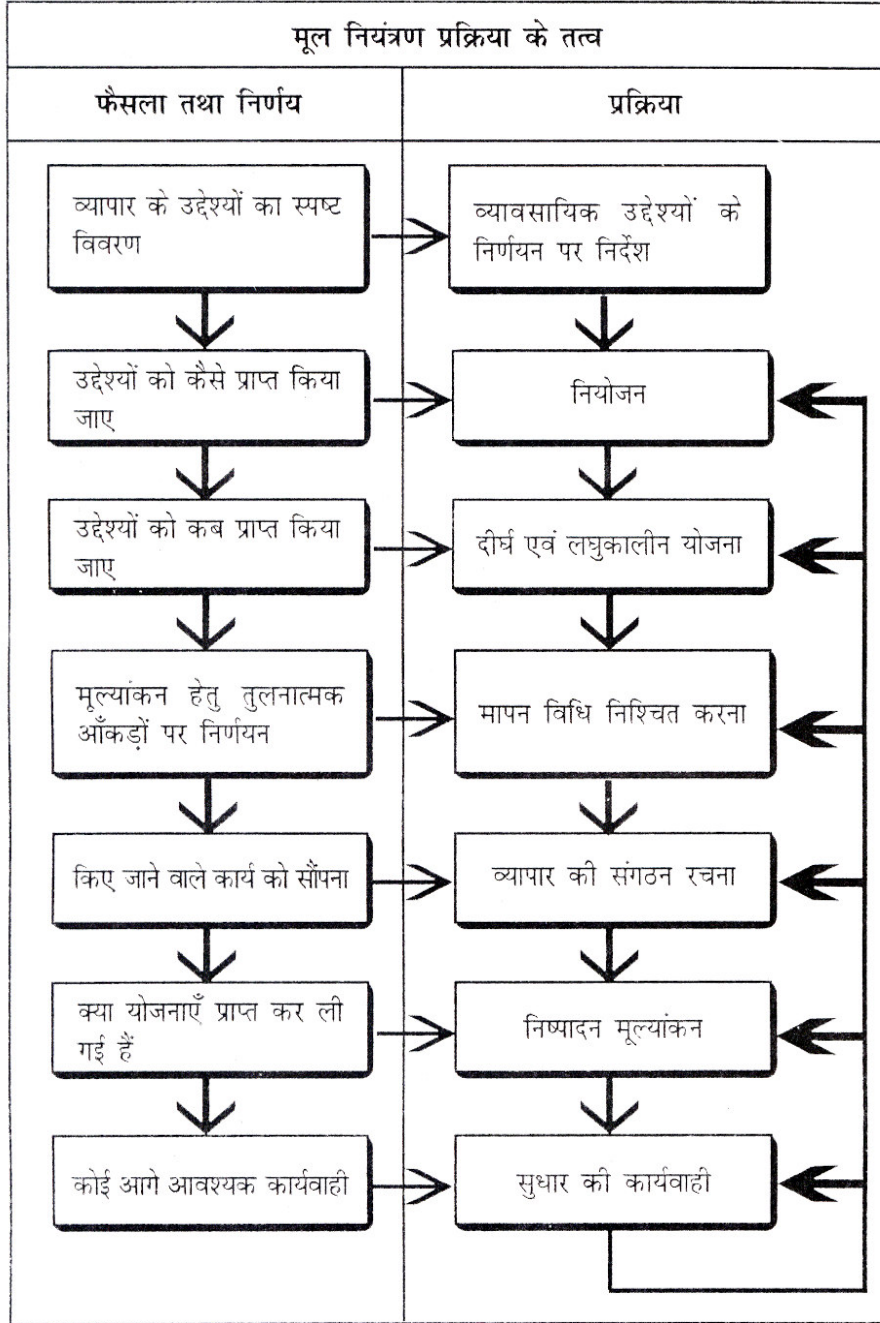 मूल नियंत्रण प्रक्रिया के तत्व
फैसला तथा निर्णय
प्रक्रिया
व्यापार के उद्देश्यों का स्पष्ट
विवरण
व्यावसायिक उद्देश्यों के
निर्णयन पर निर्देश
उद्देश्यों को कैसे प्राप्त किया
जाए
नियोजन
उद्देश्यों को कब प्राप्त किया
जाए
दीर्घ एवं लघुकालीन योजना
मूल्यांकन हेतु तुलनात्मक
आँकड़ों पर निर्णयन
मापन विधि निश्चित करना
किए जाने वाले कार्य को सौंपना
व्यापार की संगठन रचना
क्या योजनाएँ प्राप्त कर ली
गई हैं
निष्पादन मूल्यांकन
कोई आगे आवश्यक कार्यवाही
सुधार की कार्यवाही